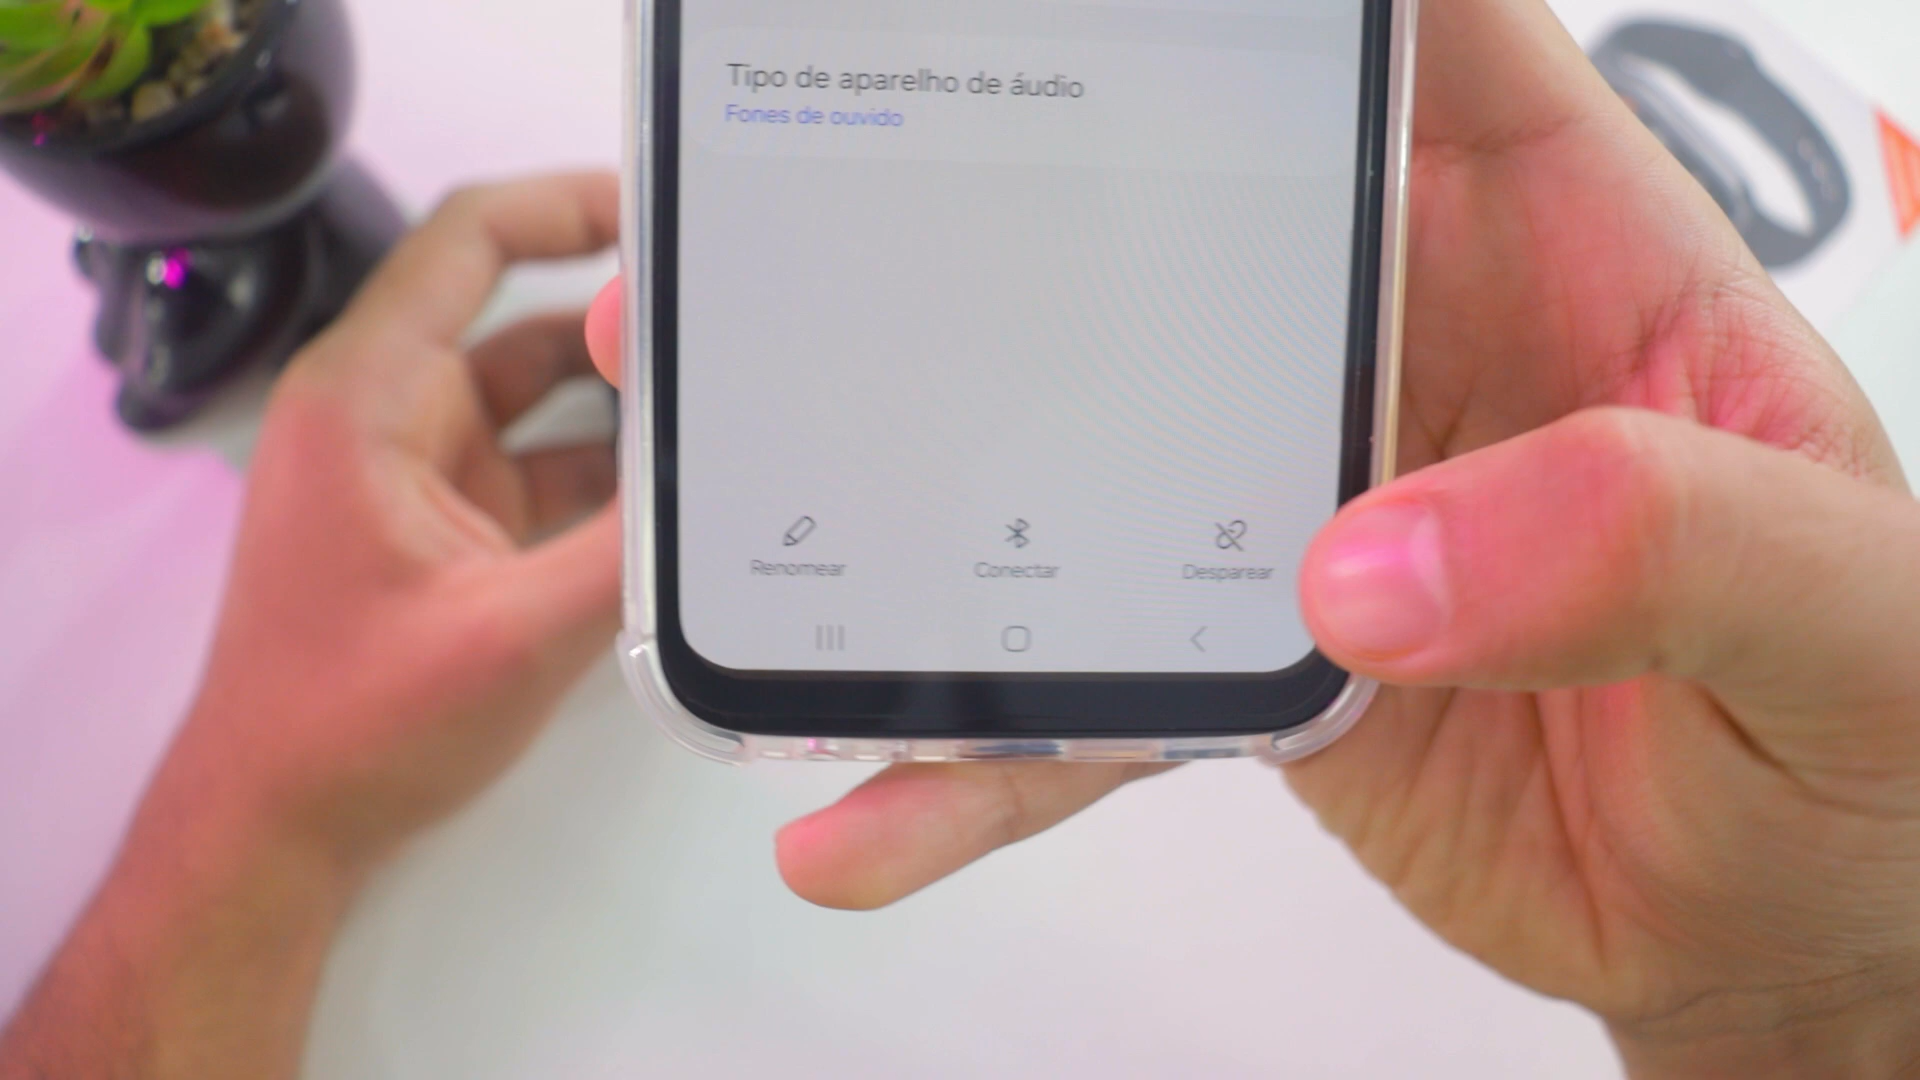 Tipo de aparelho de áudio
Fones de ouvido
Renomear
Conectar
Desparear